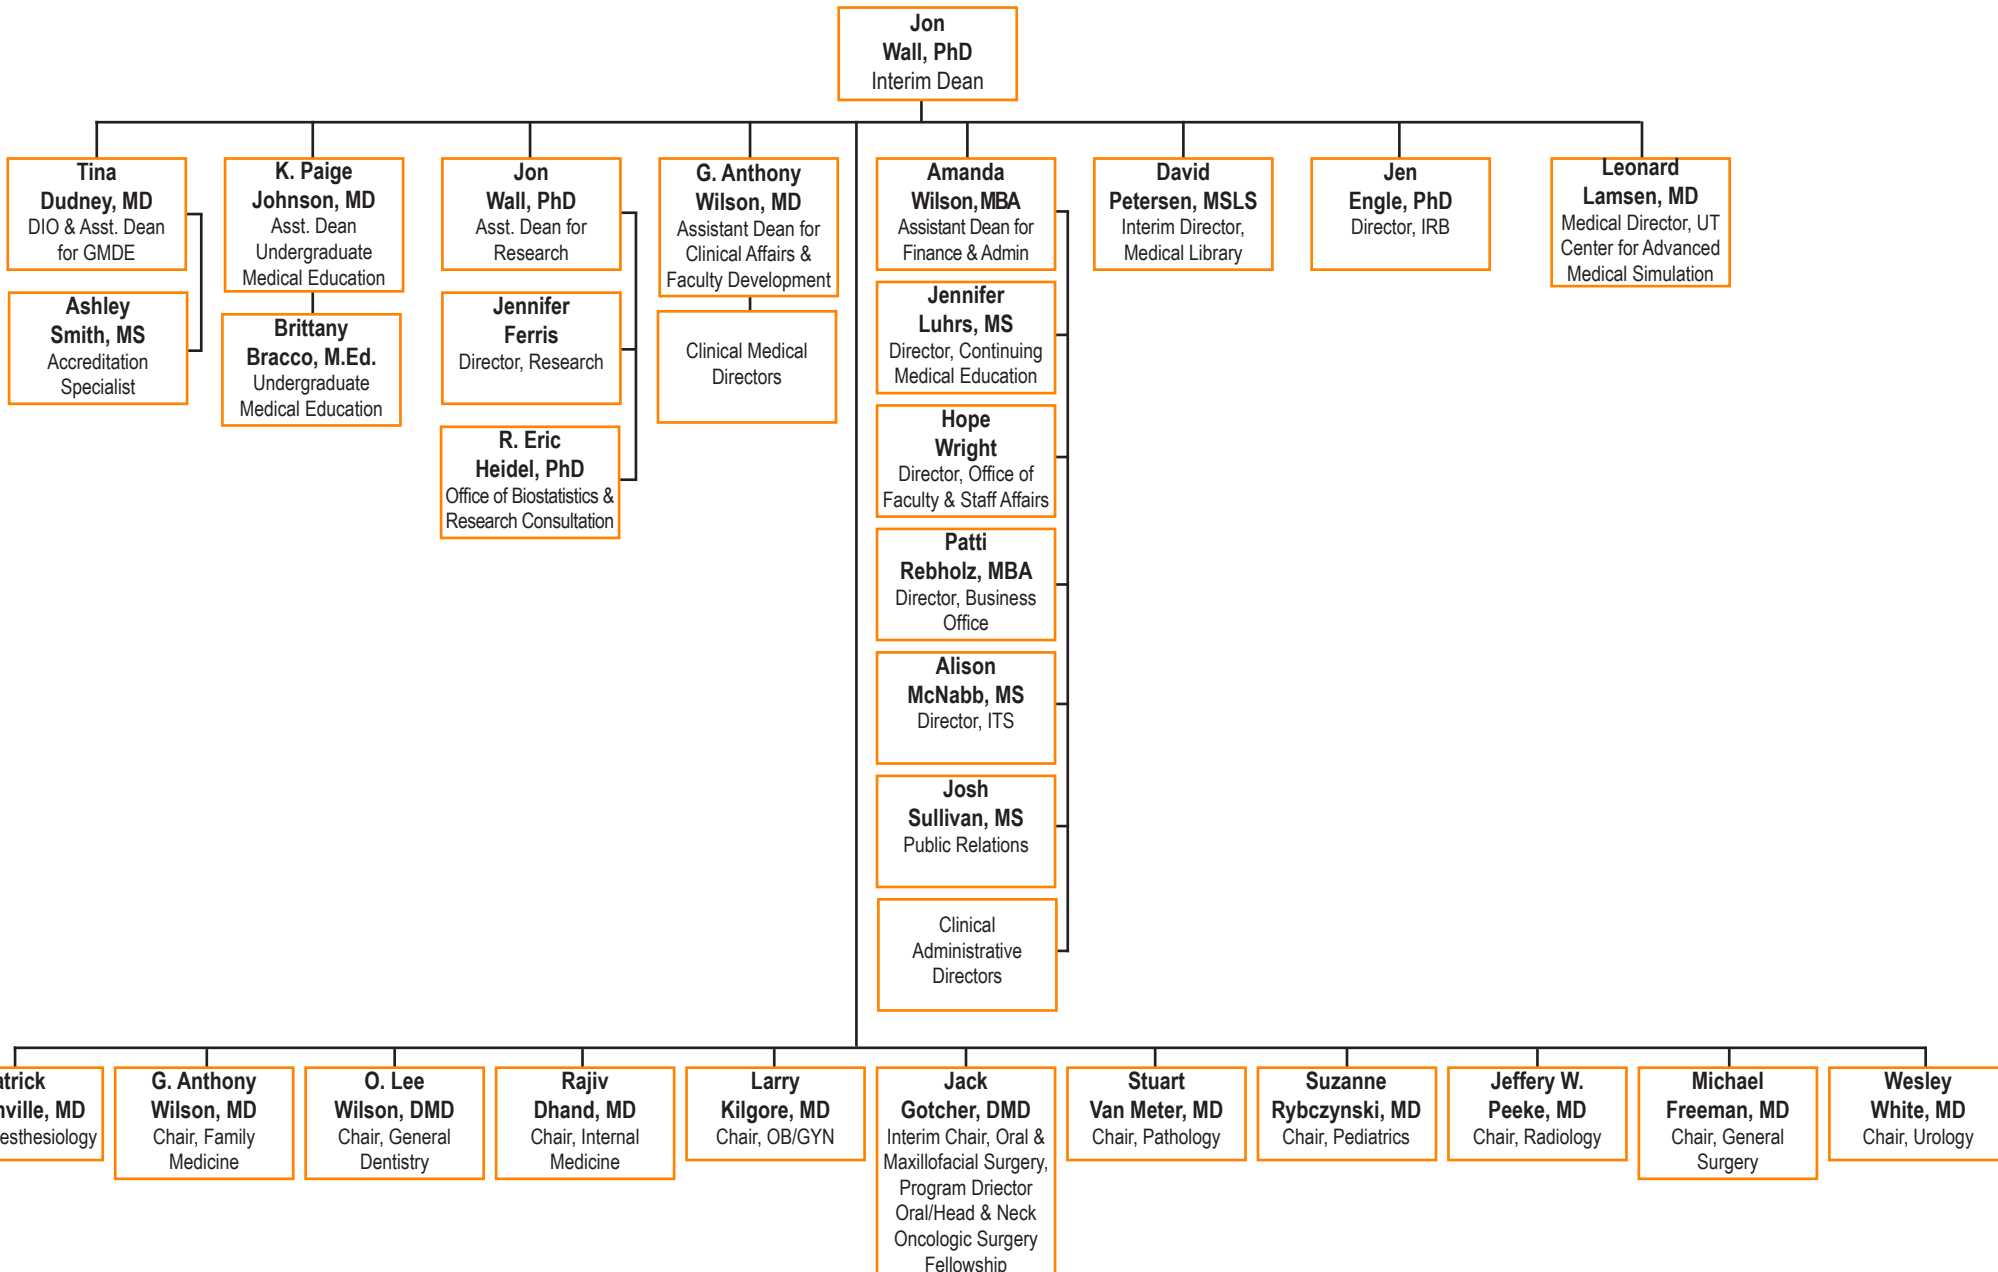 Jon
Wall, PhD
Interim Dean
Tina
Dudney, MD
DIO & Asst. Dean
for GMDE
K. Paige
Johnson, MD
Asst. Dean
Undergraduate
Medical Education
Jon
Wall, PhD
Asst. Dean for
Research
G. Anthony
Wilson, MD
Assistant Dean for
Clinical Affairs &
Faculty Development
Amanda
Wilson, MBA
Assistant Dean for
Finance & Admin
David
Petersen, MSLS
Interim Director,
Medical Library
Jen
Engle, PhD
Director, IRB
Leonard
Lamsen, MD
Medical Director, UT
Center for Advanced
Medical Simulation
Ashley
Smith, MS
Accreditation
Specialist
Brittany
Bracco, M.Ed.
Undergraduate
Medical Education
Jennifer
Ferris
Director, Research
R. Eric
Heidel, PhD
Office of Biostatistics &
Research Consultation
Clinical Medical
Directors
Jennifer
Luhrs, MS
Director, Continuing
Medical Education
Hope
Wright
Director, Office of
Faculty & Staff Affairs
Patti
Rebholz, MBA
Director, Business
Office
Alison
McNabb, MS
Director, ITS
Josh
Sullivan, MS
Public Relations
Clinical
Administrative
Directors
MD
G. Anthony
Wilson, MD
Chair, Family
Medicine
O. Lee
Wilson, DMD
Chair, General
Dentistry
Rajiv
Dhand, MD
Chair, Internal
Medicine
Larry
Kilgore, MD
Chair, OB/GYN
Jack
Gotcher, DMD
Interim Chair, Oral &
Maxillofacial Surgery,
Program Driector
Oral/Head & Neck
Oncologic Surgery
Fellowship
Stuart
Van Meter, MD
Chair, Pathology
Suzanne
Rybczynski, MD
Chair, Pediatrics
Jeffery W.
Peeke, MD
Chair, Radiology
Michael
Freeman, MD
Chair, General
Surgery
Wesley
White, MD
Chair, Urology